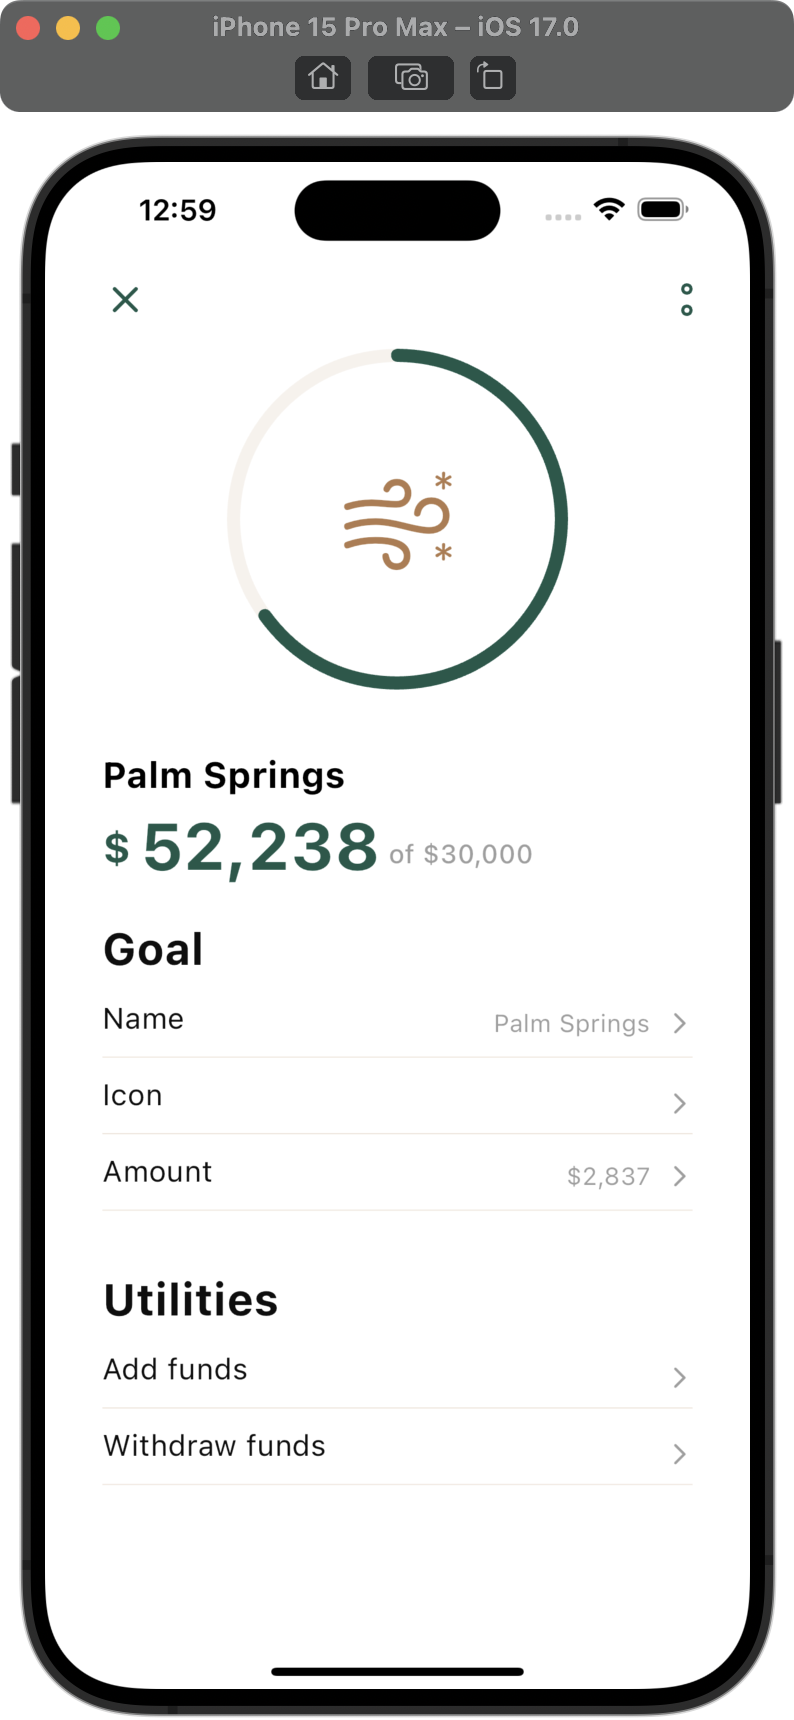 iPhone 15 Pro Max – iOS 17.0
12:59
Palm Springs
$ 52,238 of $30,000
Goal
Name Palm Springs
Icon
Amount $2,837
Utilities
Add funds
Withdraw funds